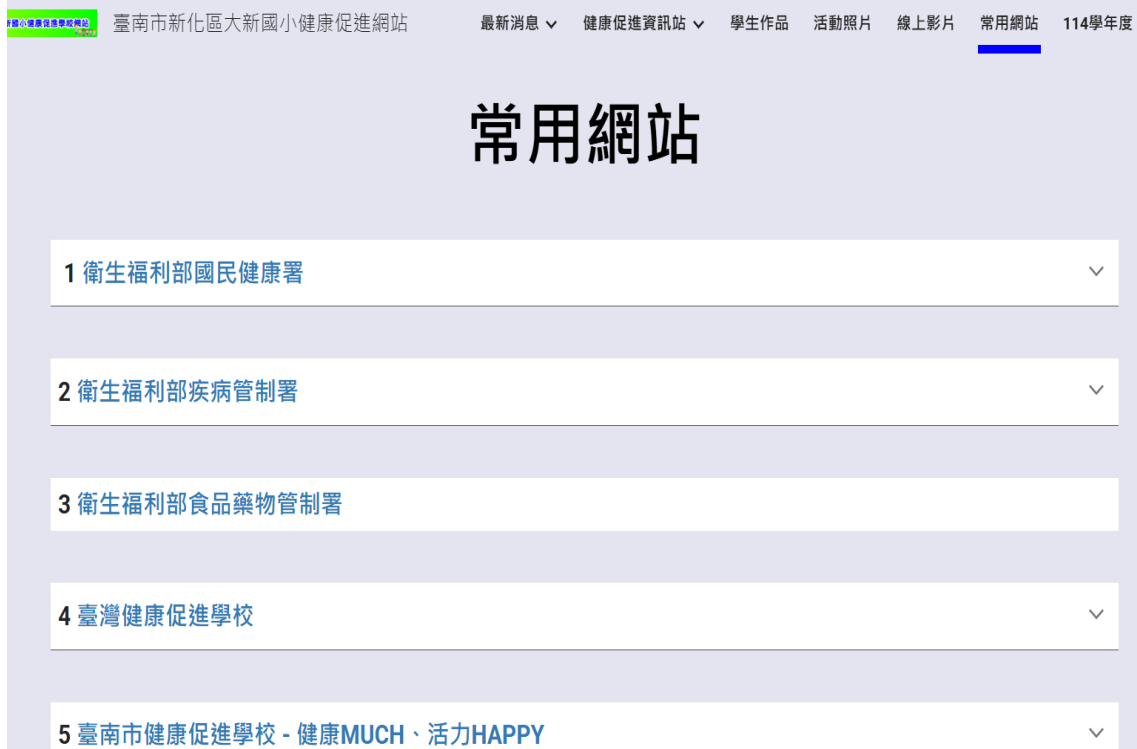 臺南市新化區大新國小健康促進網站 最新消息 健康促進資訊站 學生作品 活動照片 線上影片 常用網站 114學年度
常用網站
1 衛生福利部國民健康署
2 衛生福利部疾病管制署
3 衛生福利部食品藥物管制署
4 臺灣健康促進學校
5 臺南市健康促進學校 - 健康MUCH、活力HAPPY